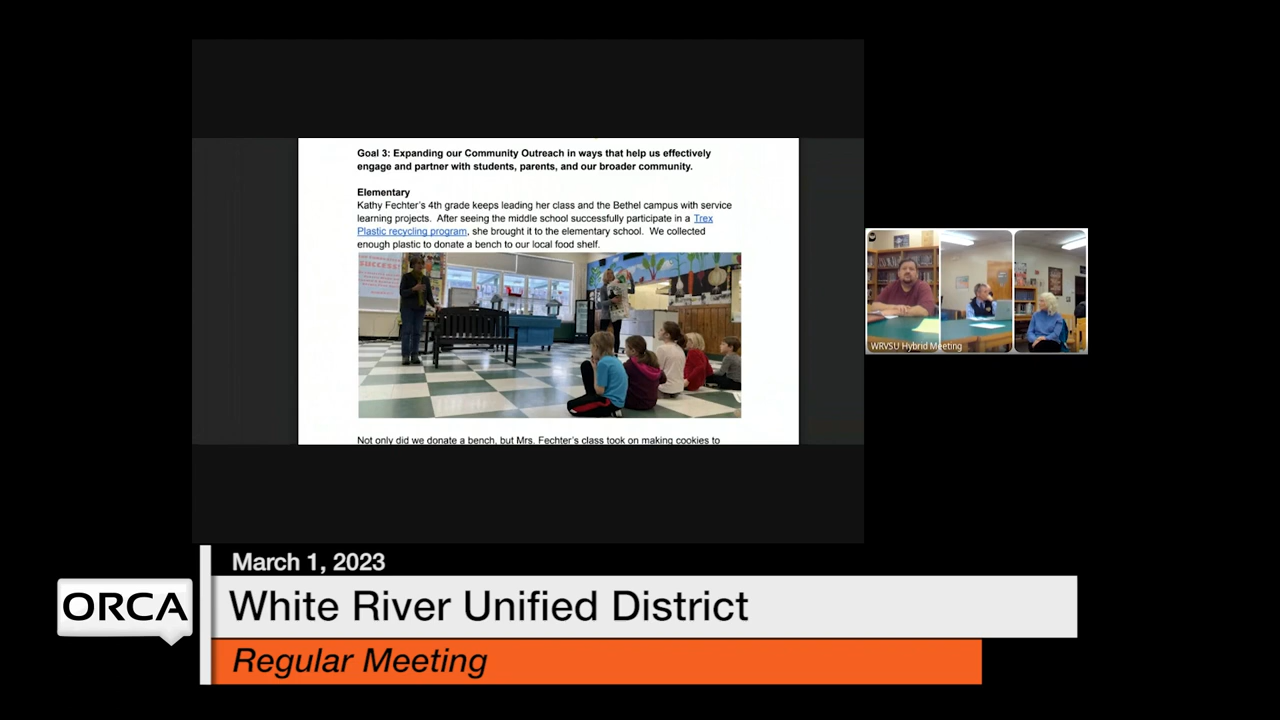 Goal 3: Expanding our Community Outreach in ways that help us effectively
engage and partner with students, parents, and our broader community.
Elementary
Kathy Fechter's 4th grade keeps leading her class and the Bethel campus with service
learning projects. After seeing the middle school successfully participate in a Trex
Plastic recycling program, she brought it to the elementary school. We collected
enough plastic to donate a bench to our local food shelf.
SUCCESS!
Not only did we donate a bench, but Mrs. Fechter's class took on making cookies to
WRVSU Hybrid Meeting
March 1, 2023
ORCA
White River Unified District
Regular Meeting